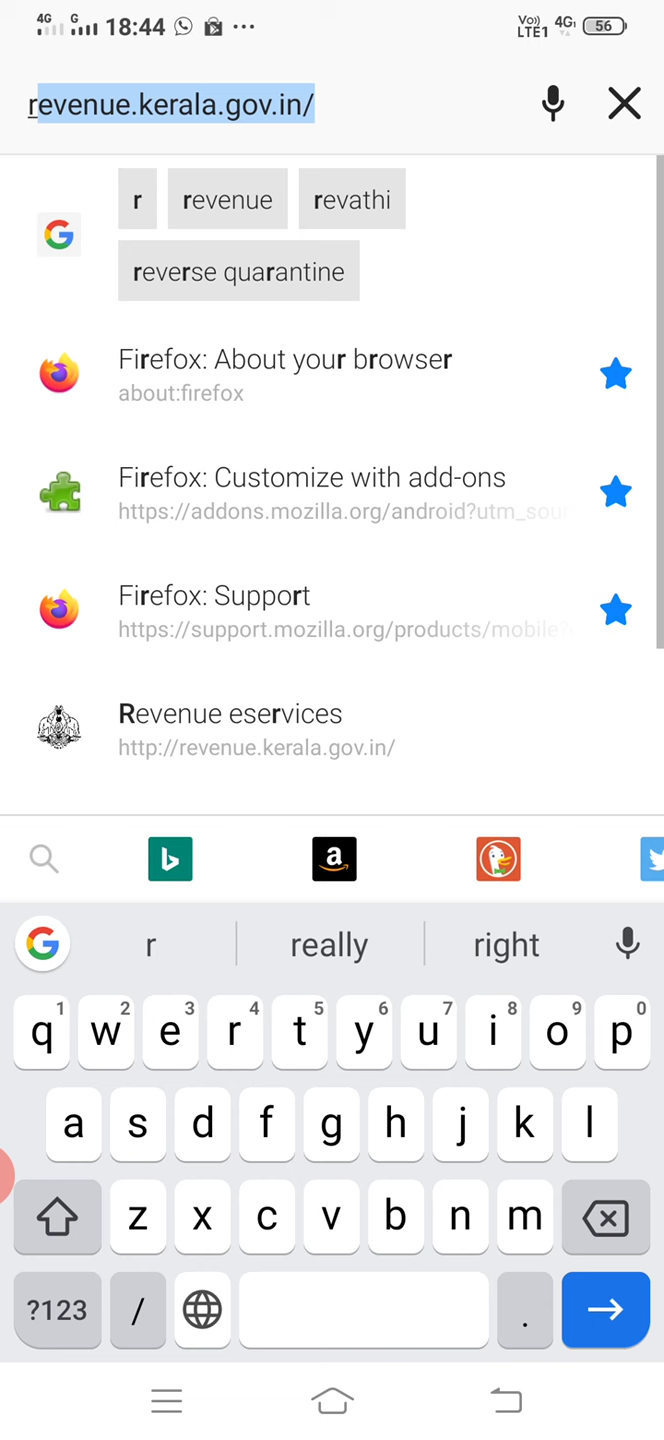 4G G 18:44 ... Vo)) LTE1 4G1 56
revenue.kerala.gov.in/
r revenue revathi
reverse quarantine
Firefox: About your browser
about:firefox
Firefox: Customize with add-ons
https://addons.mozilla.org/android?utm_sour
Firefox: Support
https://support.mozilla.org/products/mobile?
Revenue eservices
http://revenue.kerala.gov.in/
b a
G r really right
q1 w2 e3 r4 t5 y6 u7 i8 o9 p0
a s d f g h j k l
z x c v b n m
?123 / .